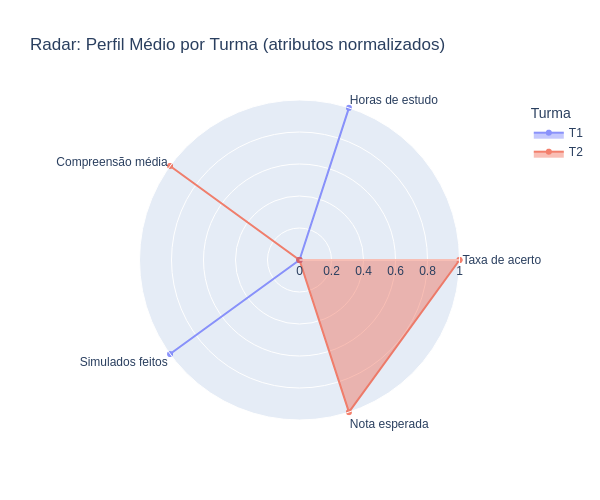 Radar: Perfil Médio por Turma (atributos normalizados)
Turma
T1
T2
Horas de estudo
Compreensão média
Taxa de acerto
0
0.2
0.4
0.6
0.8
1
Simulados feitos
Nota esperada